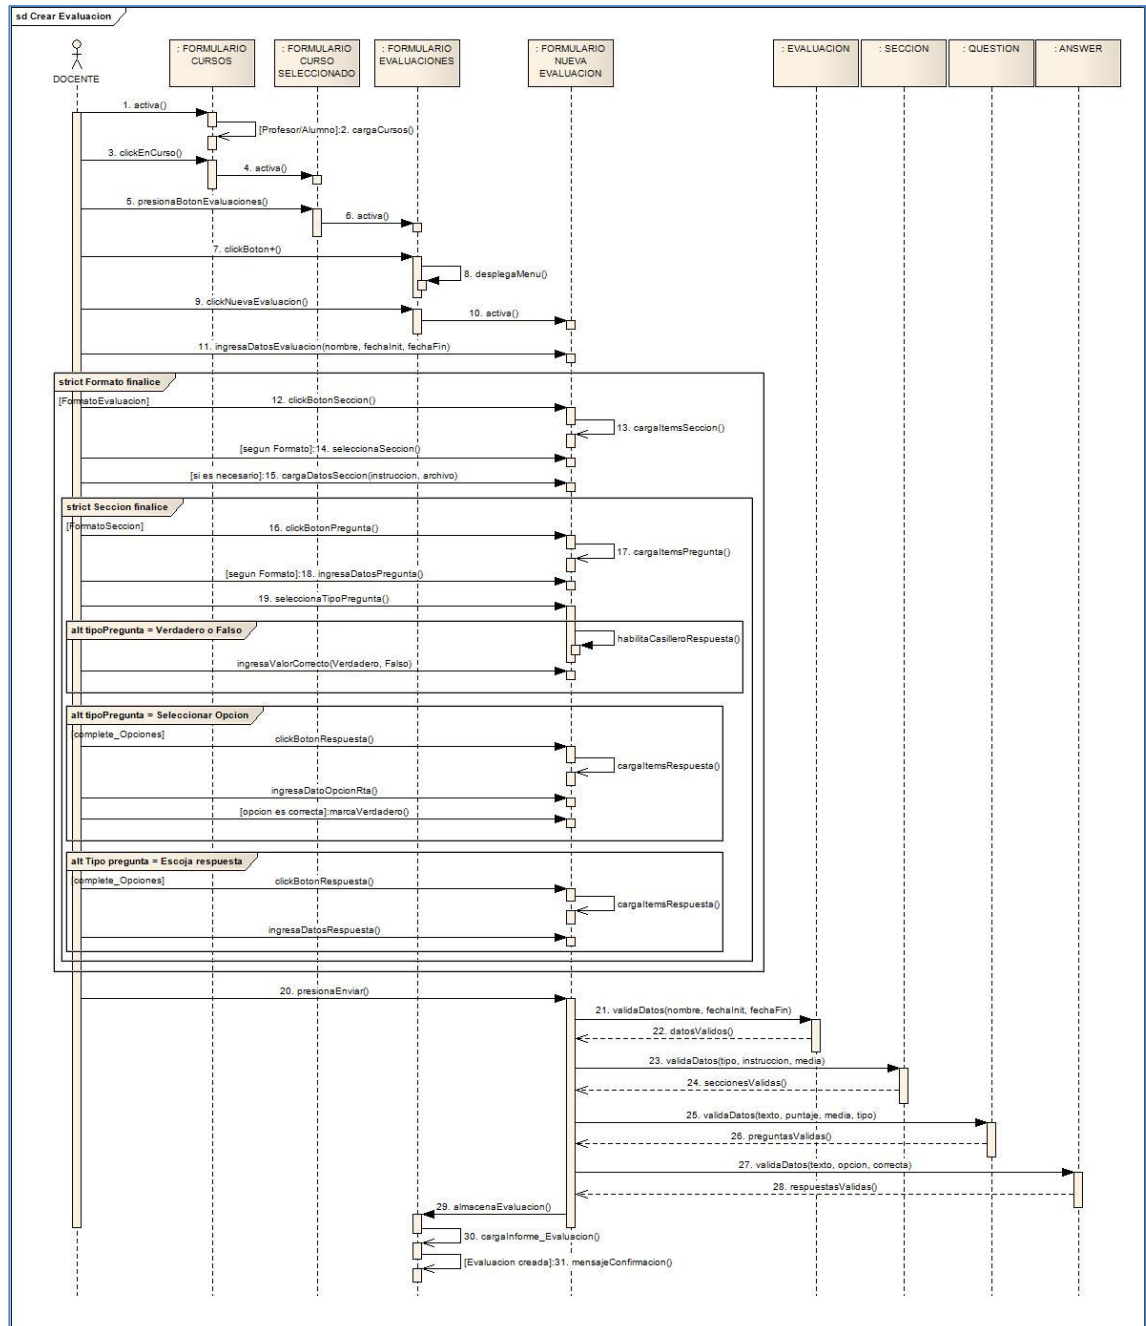 sd Crear Evaluacion
DOCENTE
: FORMULARIO
CURSOS
: FORMULARIO
CURSO
SELECCIONADO
: FORMULARIO
EVALUACIONES
: FORMULARIO
NUEVA
EVALUACION
: EVALUACION
: SECCION
: QUESTION
: ANSWER
1. activa()
[Profesor/Alumno]:2. cargaCursos()
3. clickEnCurso()
4. activa()
5. presionaBotonEvaluaciones()
6. activa()
7. clickBoton+()
8. desplegaMenu()
9. clickNuevaEvaluacion()
10. activa()
11. ingresaDatosEvaluacion(nombre, fechaInit, fechaFin)
strict Formato finalice
[FormatoEvaluacion]
12. clickBotonSeccion()
13. cargaItemsSeccion()
[segun Formato]:14. seleccionaSeccion()
[si es necesario]:15. cargaDatosSeccion(instruccion, archivo)
strict Seccion finalice
[FormatoSeccion]
16. clickBotonPregunta()
17. cargaItemsPregunta()
[segun Formato]:18. ingresaDatosPregunta()
19. seleccionaTipoPregunta()
alt tipoPregunta = Verdadero o Falso
habilitaCasilleroRespuesta()
ingresaValorCorrecto(Verdadero, Falso)
alt tipoPregunta = Seleccionar Opcion
[complete_Opciones]
clickBotonRespuesta()
cargaItemsRespuesta()
ingresaDatoOpcionRta()
[opcion es correcta]:marcaVerdadero()
alt Tipo pregunta = Escoja respuesta
[complete_Opciones]
clickBotonRespuesta()
cargaItemsRespuesta()
ingresaDatosRespuesta()
20. presionaEnviar()
21. validaDatos(nombre, fechaInit, fechaFin)
22. datosValidos()
23. validaDatos(tipo, instruccion, media)
24. seccionesValidas()
25. validaDatos(texto, puntaje, media, tipo)
26. preguntasValidas()
27. validaDatos(texto, opcion, correcta)
28. respuestasValidas()
29. almacenaEvaluacion()
30. cargaInforme_Evaluacion()
[Evaluacion creada]:31. mensajeConfirmacion()